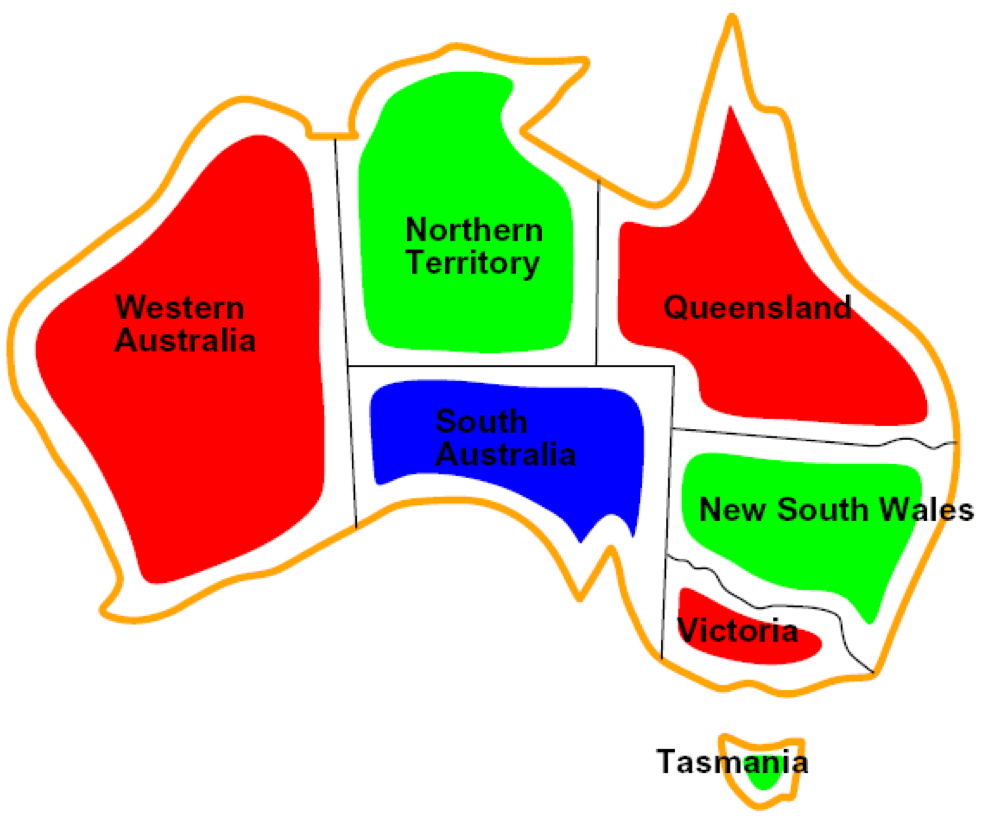 Northern
Territory
Western
Australia
Queensland
South
Australia
New South Wales
Victoria
Tasmania